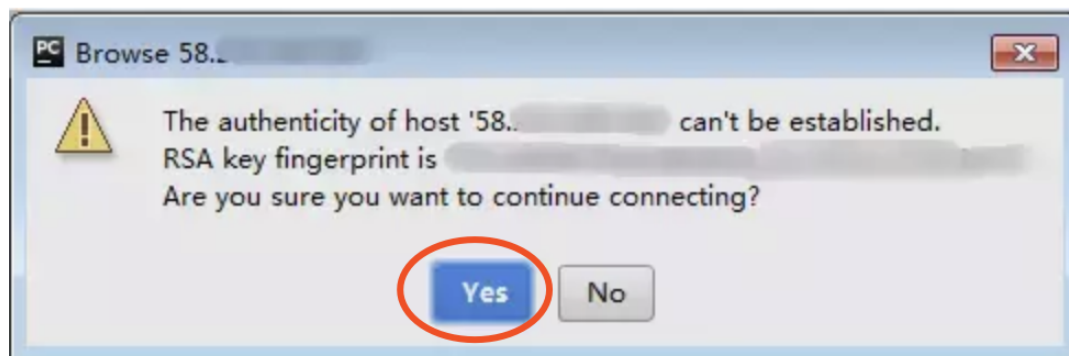 PC Browse 58.
The authenticity of host '58. can't be established.
RSA key fingerprint is
Are you sure you want to continue connecting?
Yes No